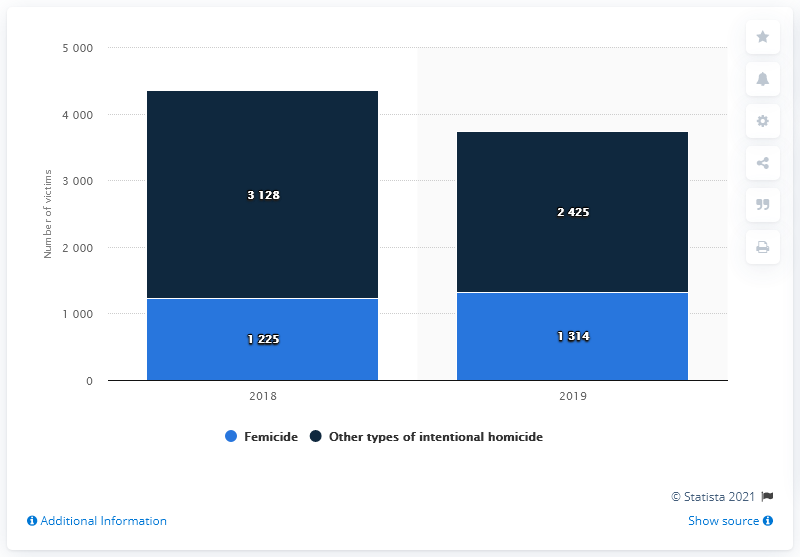 5 000
4 000
3 000
2 000
1 000
0
Number of victims
3 128
2 425
1 225
1 314
2018
2019
Femicide
Other types of intentional homicide
© Statista 2021
Additional Information
Show source